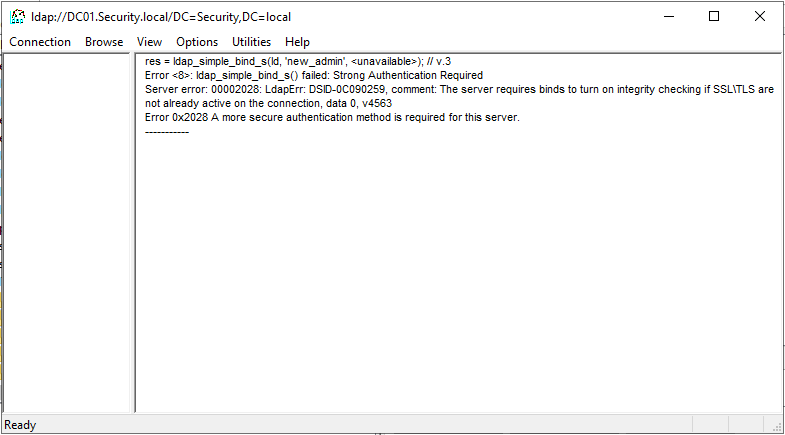 ldap://DC01.Security.local/DC=Security,DC=local
Connection Browse View Options Utilities Help
res = ldap_simple_bind_s(ld, 'new_admin', <unavailable>); // v.3
Error <8>: ldap_simple_bind_s() failed: Strong Authentication Required
Server error: 00002028: LdapErr: DSID-0C090259, comment: The server requires binds to turn on integrity checking if SSL\TLS are
not already active on the connection, data 0, v4563
Error 0x2028 A more secure authentication method is required for this server.
-----------
Ready